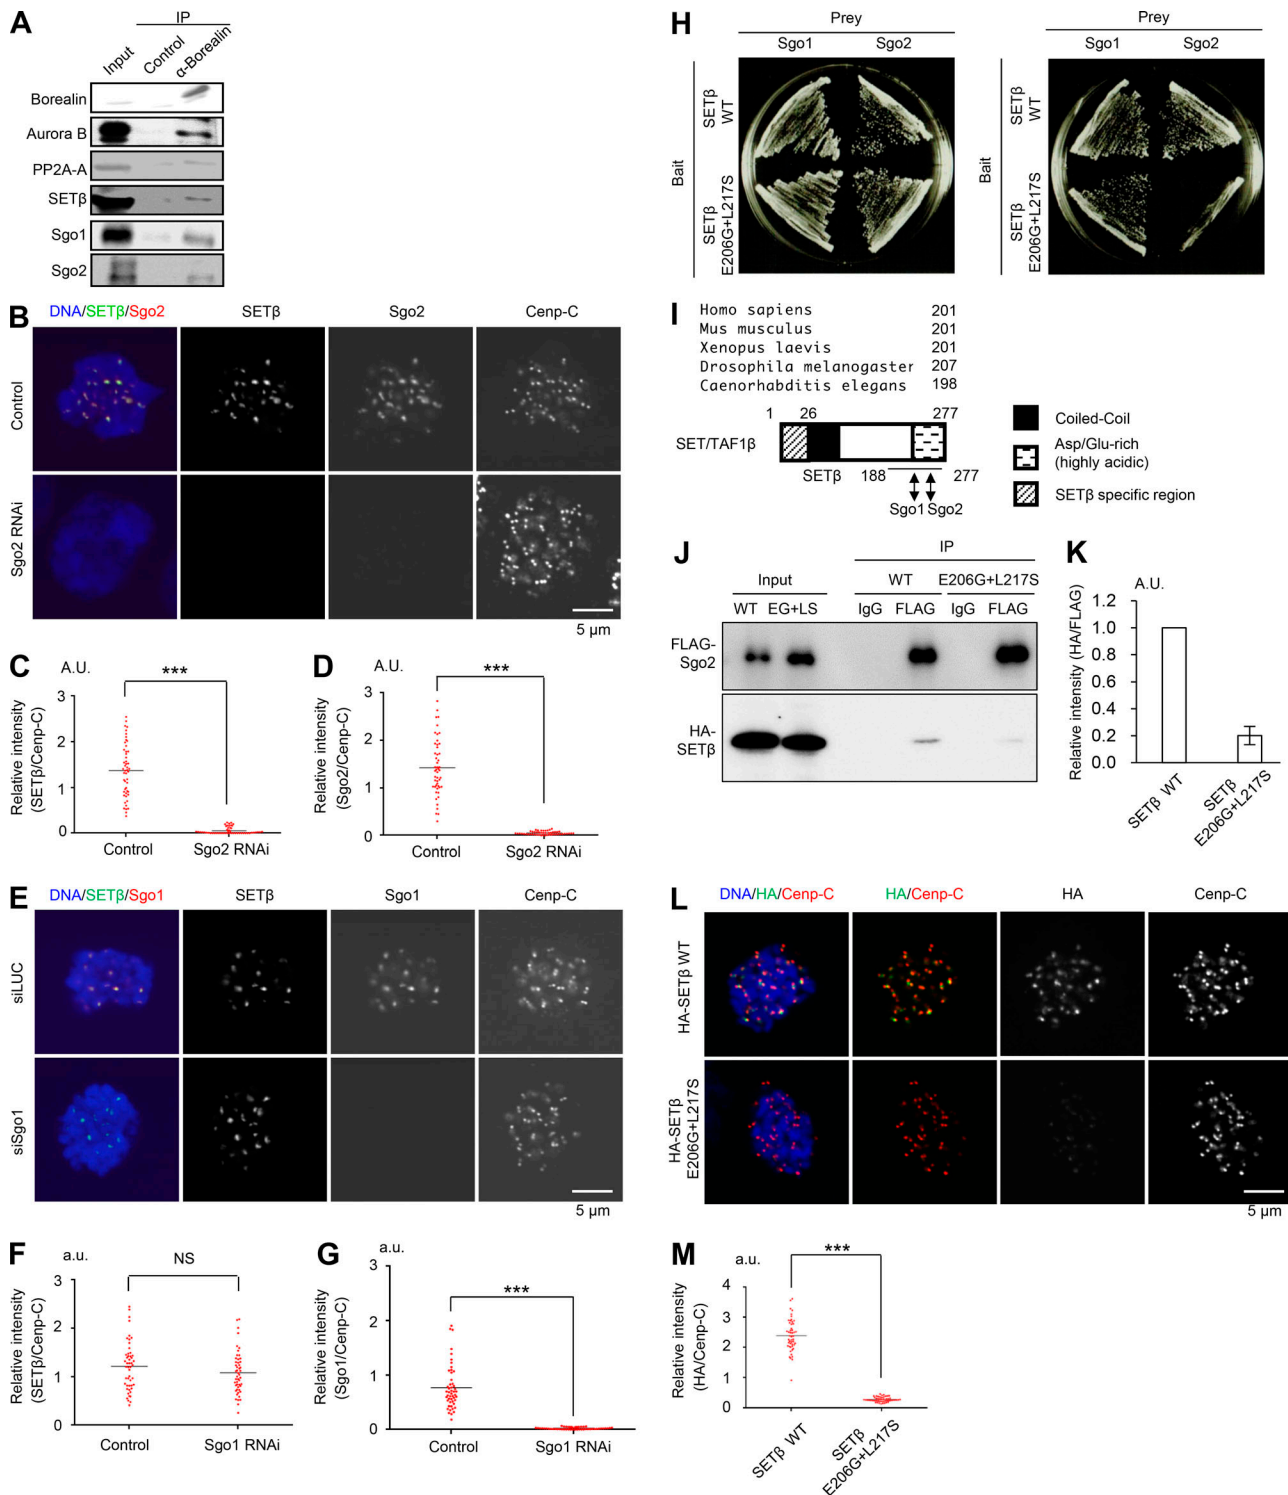 A
IP
Input
Control
α-Borealin
Borealin
Aurora B
PP2A-A
SETβ
Sgo1
Sgo2
B
DNA/SETβ/Sgo2
SETβ
Sgo2
Cenp-C
Control
Sgo2 RNAi
5 µm
C
A.U.
***
Relative intensity
(SETβ/Cenp-C)
3
2
1
0
Control
Sgo2 RNAi
D
A.U.
***
Relative intensity
(Sgo2/Cenp-C)
3
2
1
0
Control
Sgo2 RNAi
E
DNA/SETβ/Sgo1
SETβ
Sgo1
Cenp-C
siLUC
siSgo1
5 µm
F
a.u.
NS
Relative intensity
(SETβ/Cenp-C)
3
2
1
0
Control
Sgo1 RNAi
G
a.u.
***
Relative intensity
(Sgo1/Cenp-C)
3
2
1
0
Control
Sgo1 RNAi
H
Prey
Sgo1
Sgo2
Bait
SETβ
WT
SETβ
E206G+L217S
Prey
Sgo1
Sgo2
Bait
SETβ
WT
SETβ
E206G+L217S
I
Homo sapiens 201
Mus musculus 201
Xenopus laevis 201
Drosophila melanogaster 207
Caenorhabditis elegans 198
1 26 277
SET/TAF1β
SETβ 188 277
Sgo1 Sgo2
Coiled-Coil
Asp/Glu-rich
(highly acidic)
SETβ specific region
J
IP
Input
WT
E206G+L217S
WT EG+LS
IgG FLAG IgG FLAG
FLAG-
Sgo2
HA-
SETβ
K
A.U.
Relative intensity (HA/FLAG)
1.2
1.0
0.8
0.6
0.4
0.2
0.0
SETβ WT
SETβ
E206G+L217S
L
DNA/HA/Cenp-C
HA/Cenp-C
HA
Cenp-C
HA-SETβ WT
HA-SETβ
E206G+L217S
5 µm
M
a.u.
***
Relative intensity
(HA/Cenp-C)
4
3
2
1
0
SETβ WT
SETβ
E206G+L217S